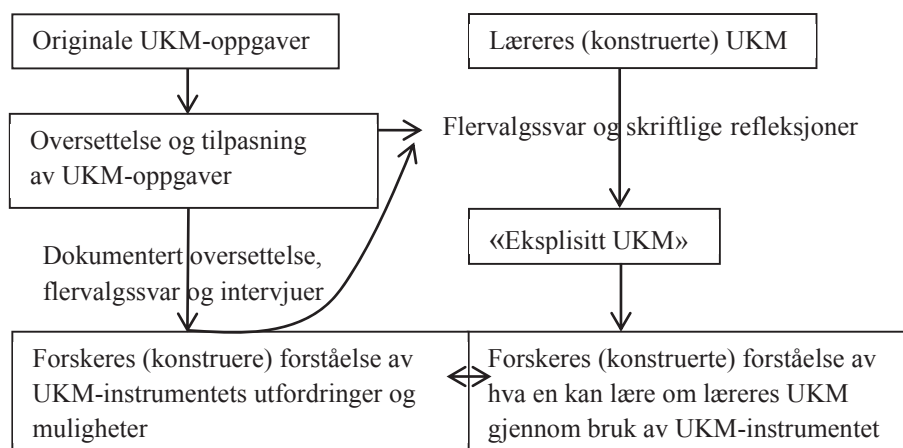 Originale UKM-oppgaver
Læreres (konstruerte) UKM
Oversettelse og tilpasning
av UKM-oppgaver
Flervalgssvar og skriftlige refleksjoner
«Eksplisitt UKM»
Dokumentert oversettelse,
flervalgssvar og intervjuer
Forskeres (konstruere) forståelse av
UKM-instrumentets utfordringer og
muligheter
Forskeres (konstruerte) forståelse av
hva en kan lære om læreres UKM
gjennom bruk av UKM-instrumentet